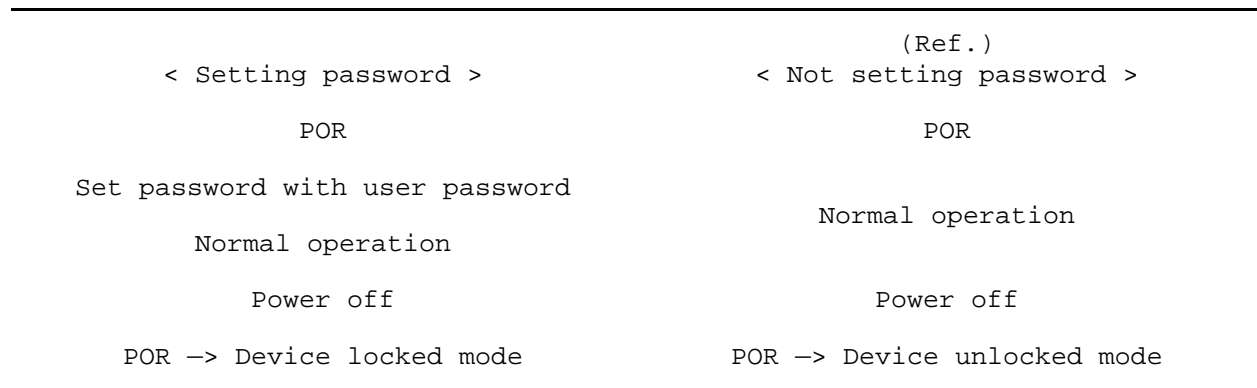 (Ref.)
< Setting password > < Not setting password >
POR POR
Set password with user password
Normal operation
Normal operation
Power off Power off
POR —> Device locked mode POR —> Device unlocked mode